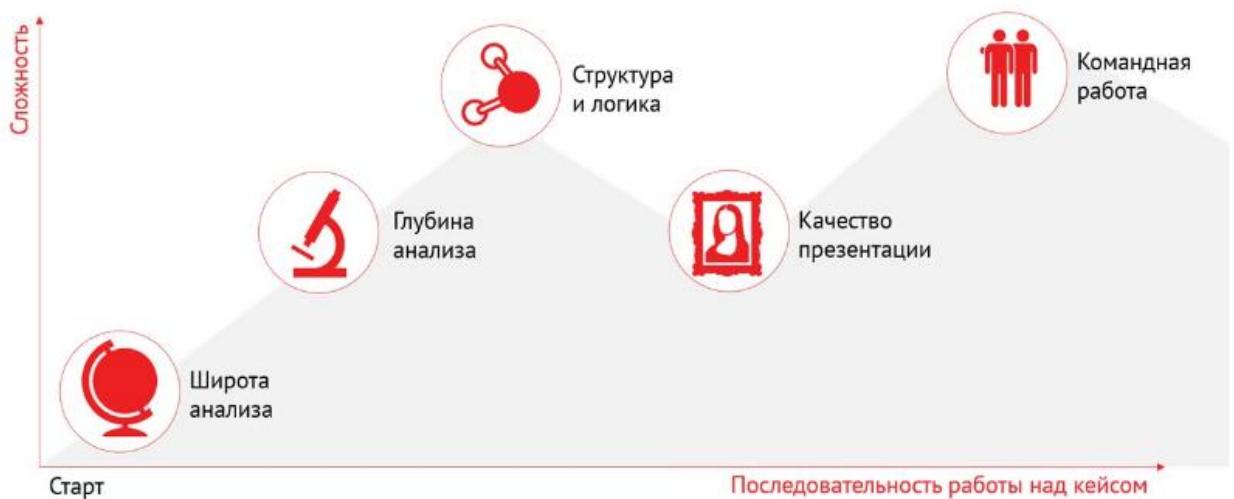 Сложность
Структура
и логика
Командная
работа
Глубина
анализа
Качество
презентации
Широта
анализа
Старт
Последовательность работы над кейсом